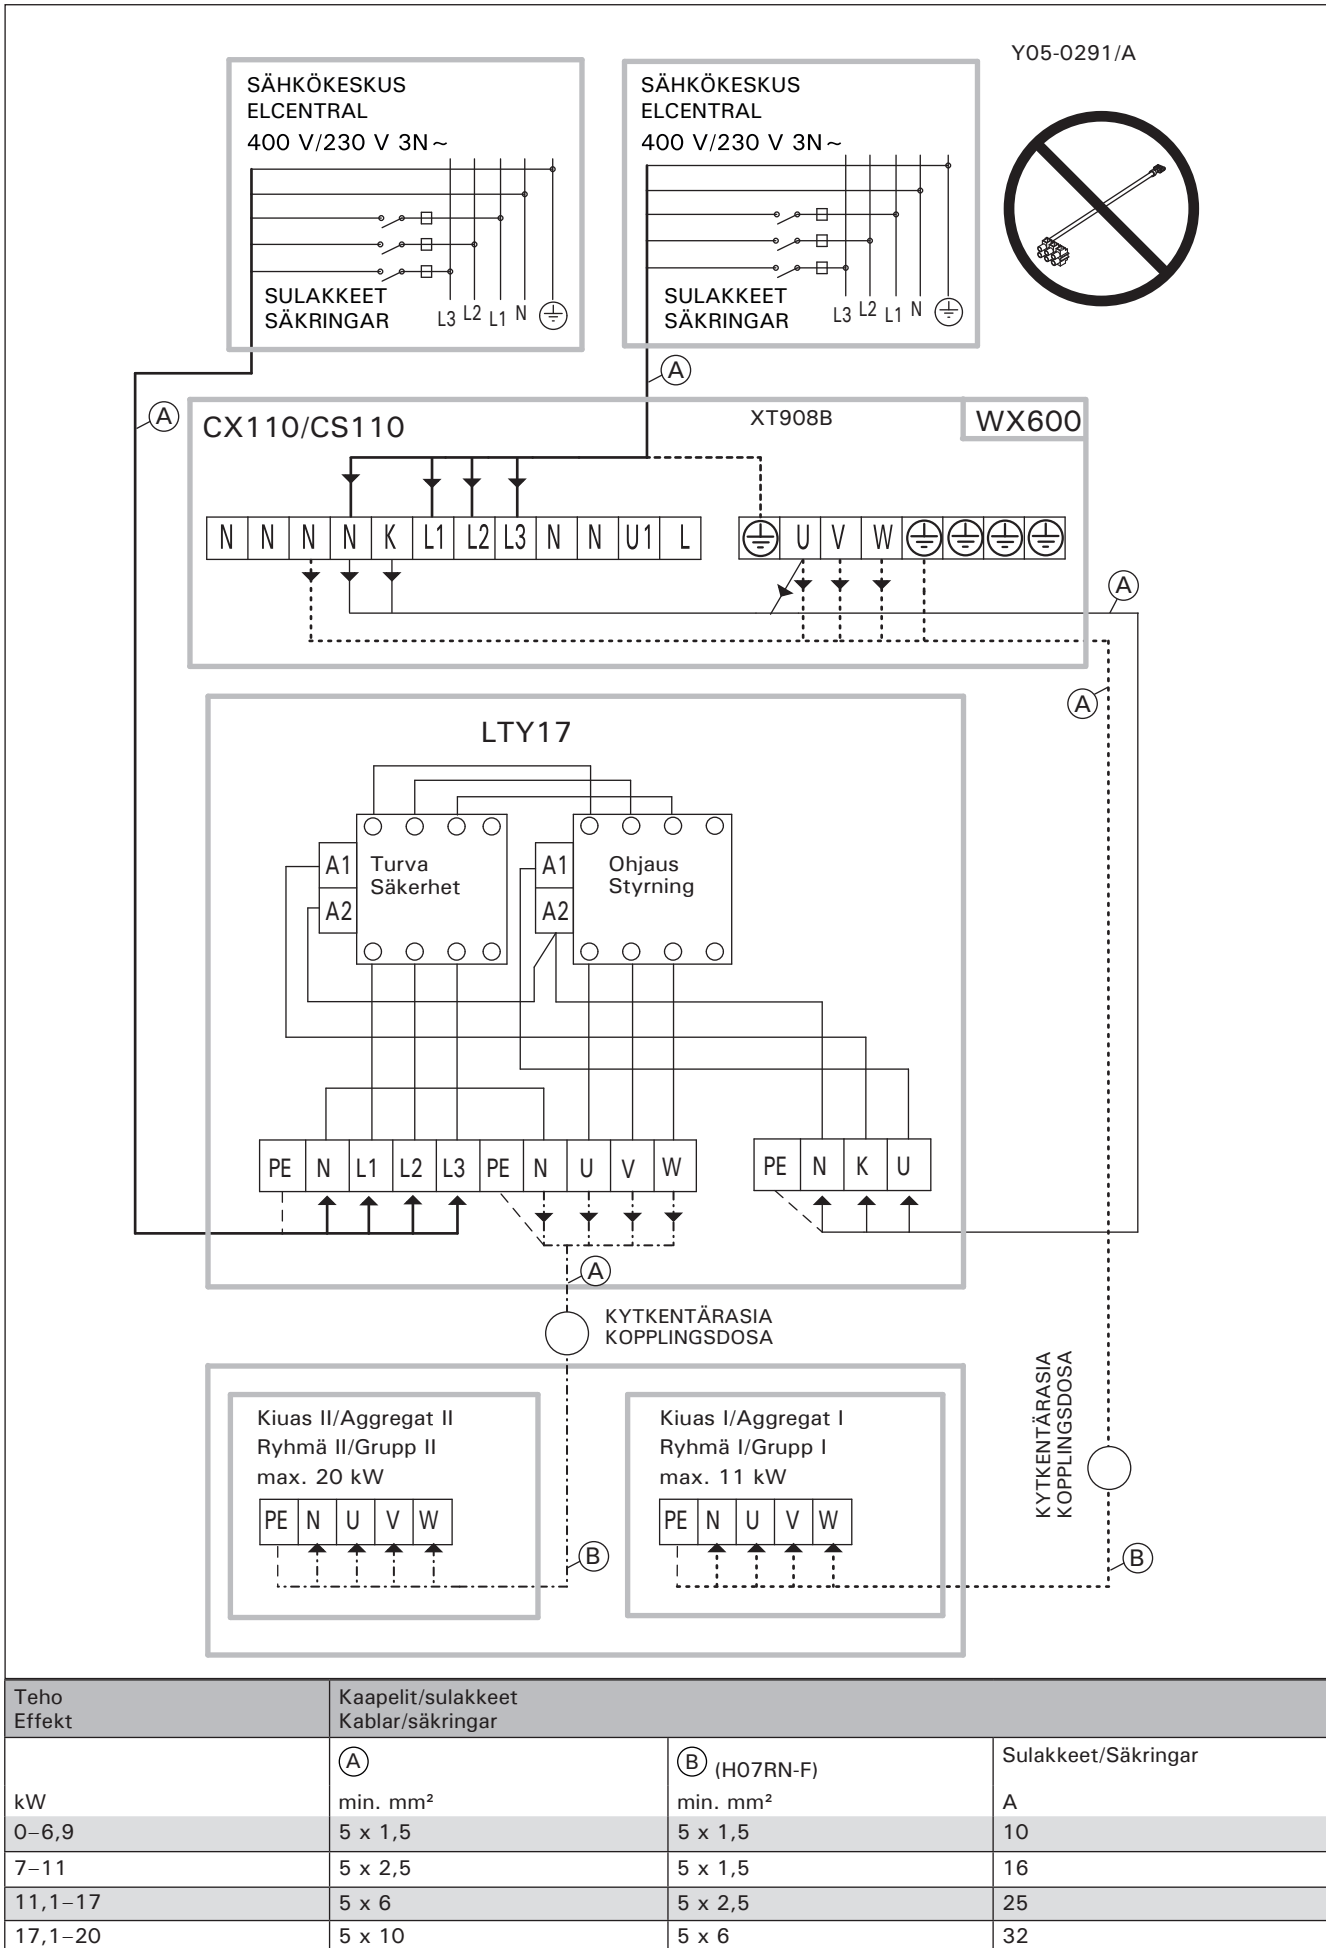 Y05-0291/A
SÄHKÖKESKUS
ELCENTRAL
400 V/230 V 3N~
SULAKKEET
SÄKRINGAR
L3 L2 L1 N
SÄHKÖKESKUS
ELCENTRAL
400 V/230 V 3N~
SULAKKEET
SÄKRINGAR
L3 L2 L1 N
A
A
CX110/CS110
XT908B
WX600
N N N N K L1 L2 L3 N N U1 L
U V W
A
A
LTY17
A1
A2
Turva
Säkerhet
A1
A2
Ohjaus
Styrning
PE N L1 L2 L3 PE N U V W
PE N K U
A
KYTKENTÄRASIA
KOPPLINGSDOSA
KYTKENTÄRASIA
KOPPLINGSDOSA
Kiuas II/Aggregat II
Ryhmä II/Grupp II
max. 20 kW
PE N U V W
B
Kiuas I/Aggregat I
Ryhmä I/Grupp I
max. 11 kW
PE N U V W
B
Teho
Effekt
Kaapelit/sulakkeet
Kablar/säkringar
A
B (H07RN-F)
Sulakkeet/Säkringar
kW min. mm² min. mm² A
0–6,9 5 x 1,5 5 x 1,5 10
7–11 5 x 2,5 5 x 1,5 16
11,1–17 5 x 6 5 x 2,5 25
17,1–20 5 x 10 5 x 6 32